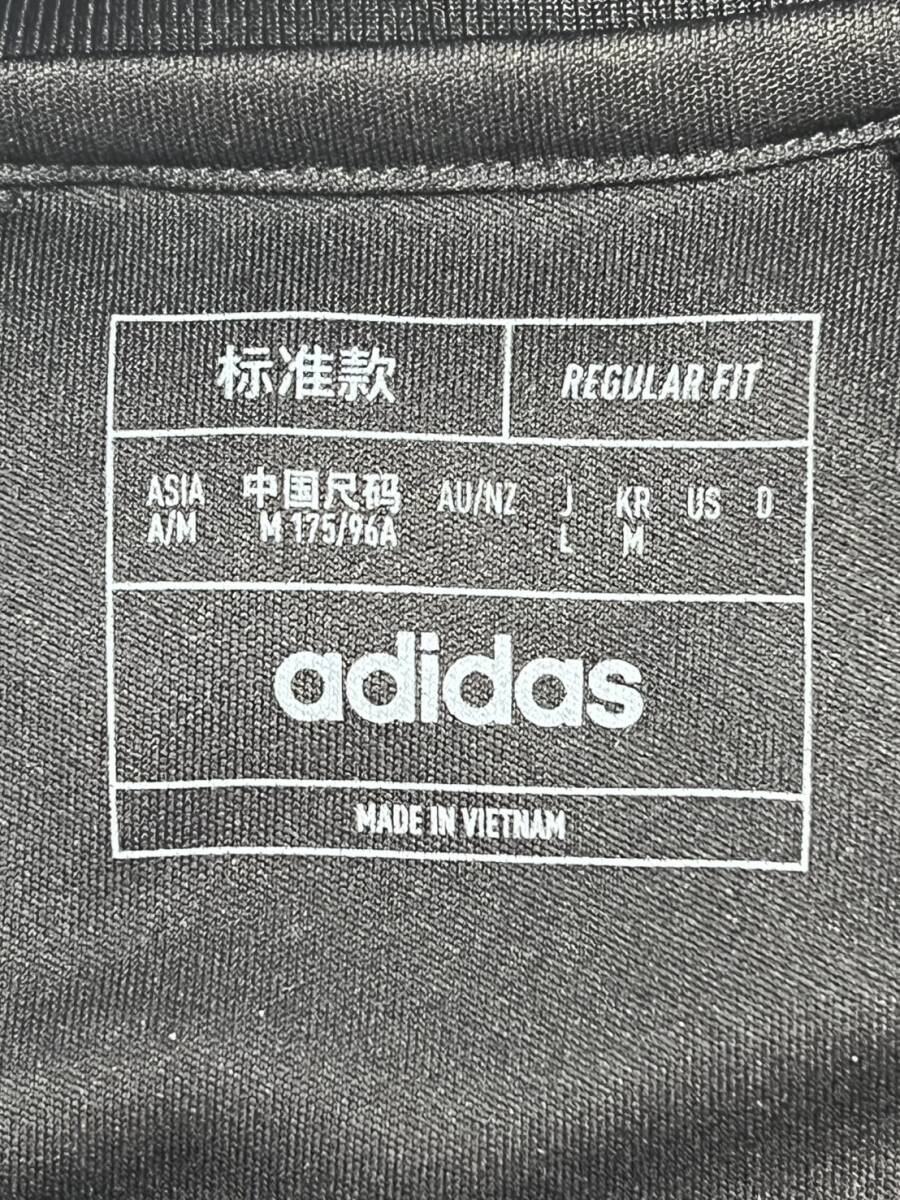 标准款 REGULAR FIT
ASIA 中国尺码 AU/NZ J KR US D
A/M M 175/96A L M
adidas
MADE IN VIETNAM